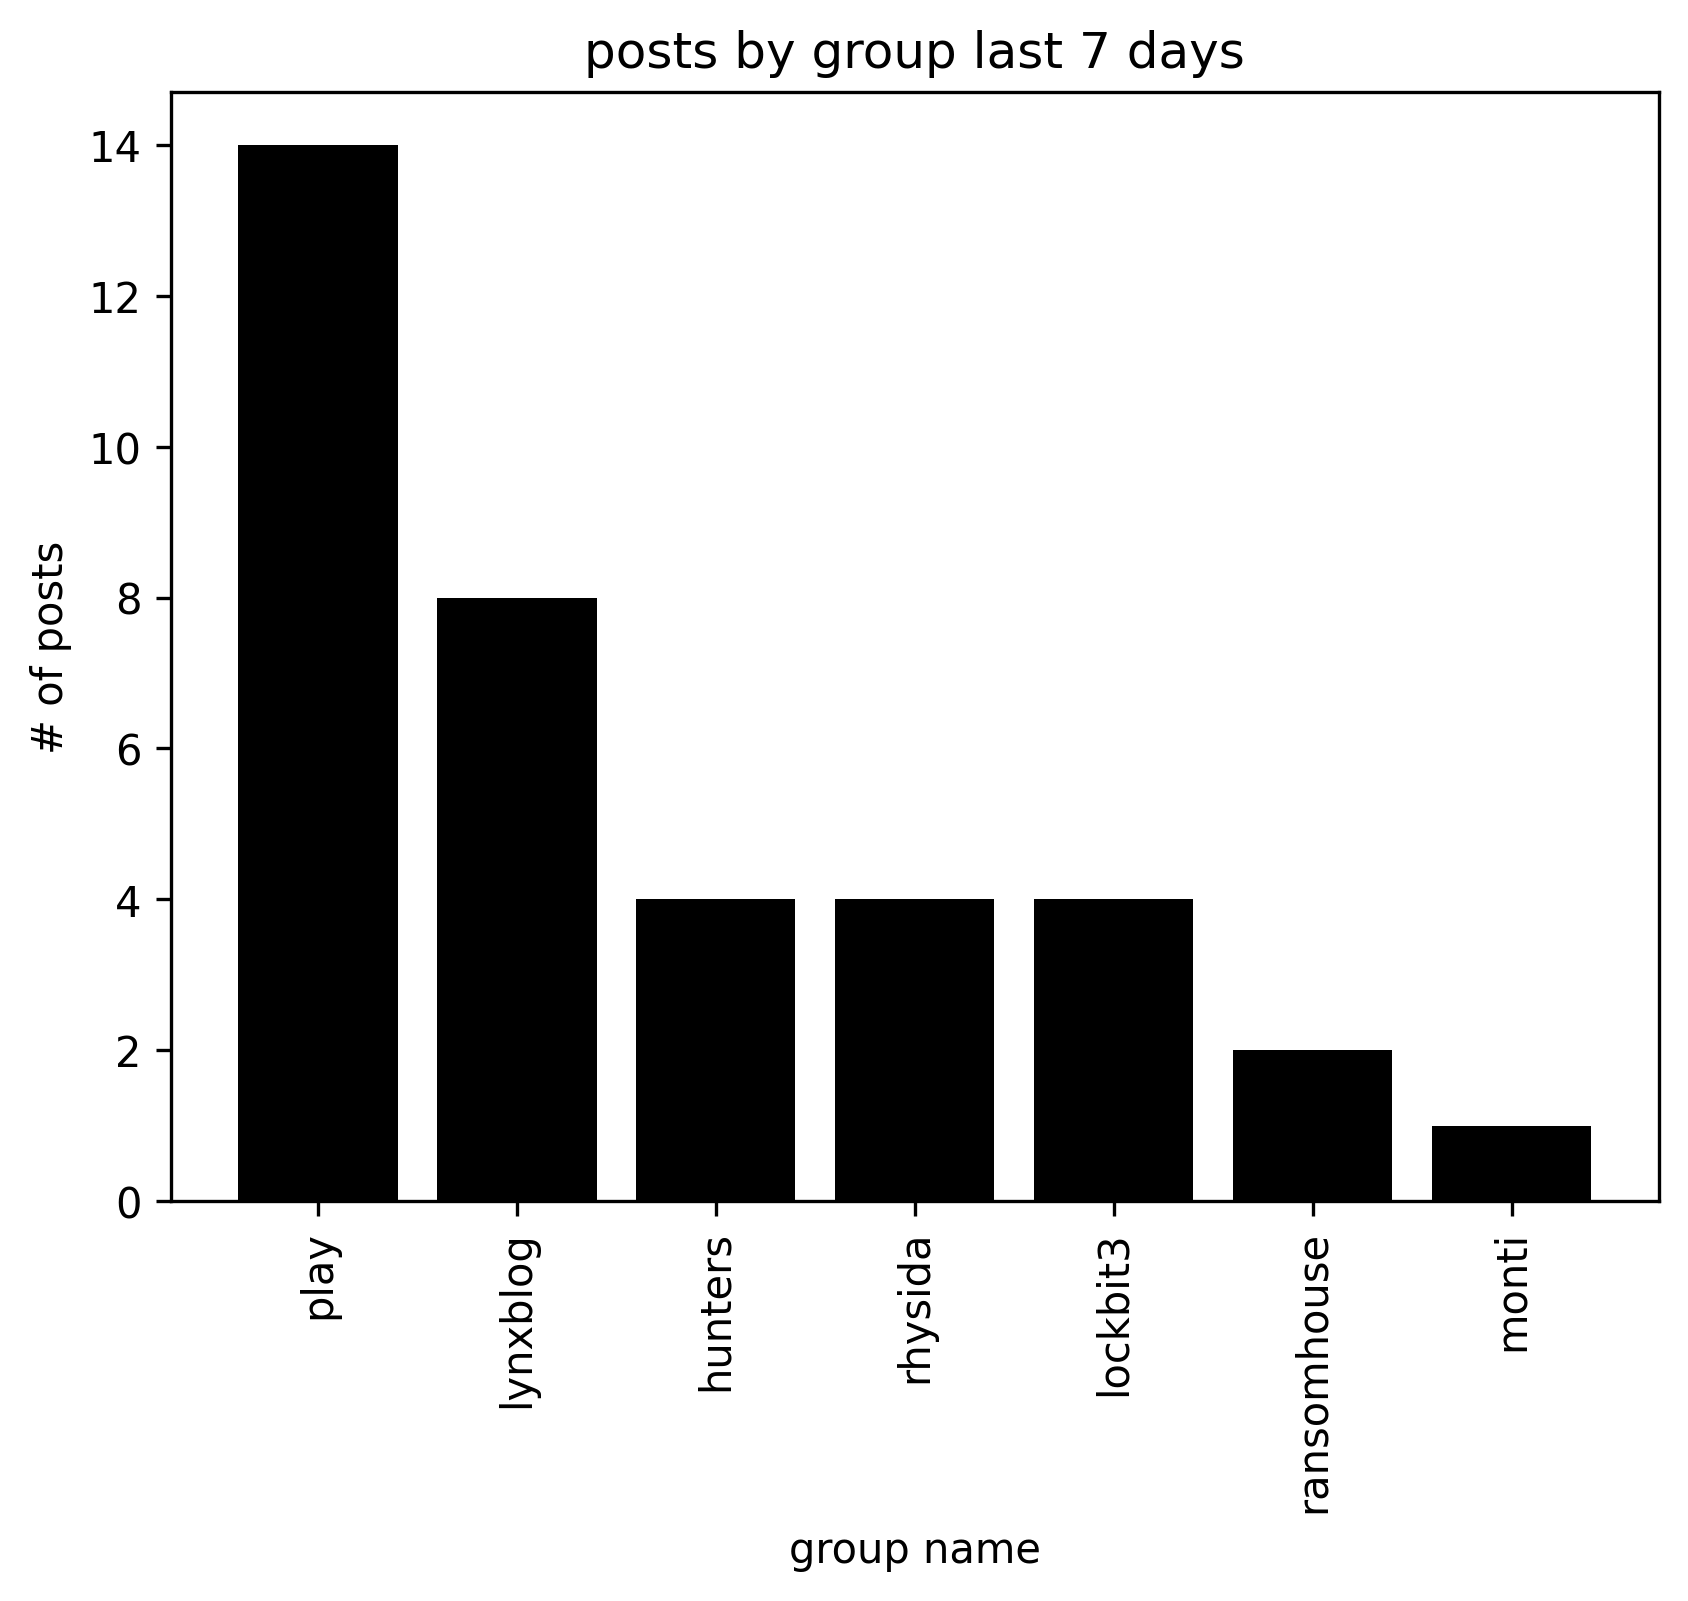 posts by group last 7 days
14
12
10
8
6
4
2
0
# of posts
play
lynxblog
hunters
rhysida
lockbit3
ransomhouse
monti
group name